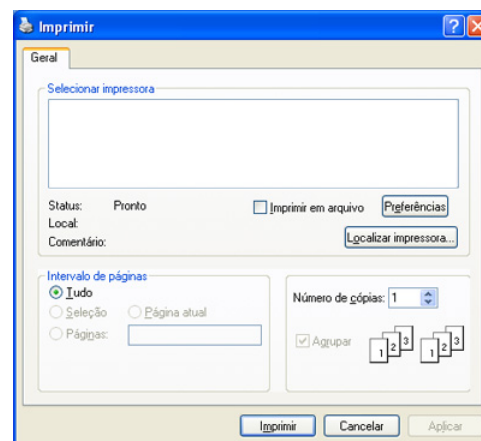 Imprimir
Geral
Selecionar impressora
Status: Pronto
Imprimir em arquivo
Preferências
Local:
Comentário:
Localizar impressora...
Intervalo de páginas
Tudo
Seleção
Página atual
Páginas:
Número de cópias: 1
Agrupar
1 2 3 1 2 3
Imprimir
Cancelar
Aplicar